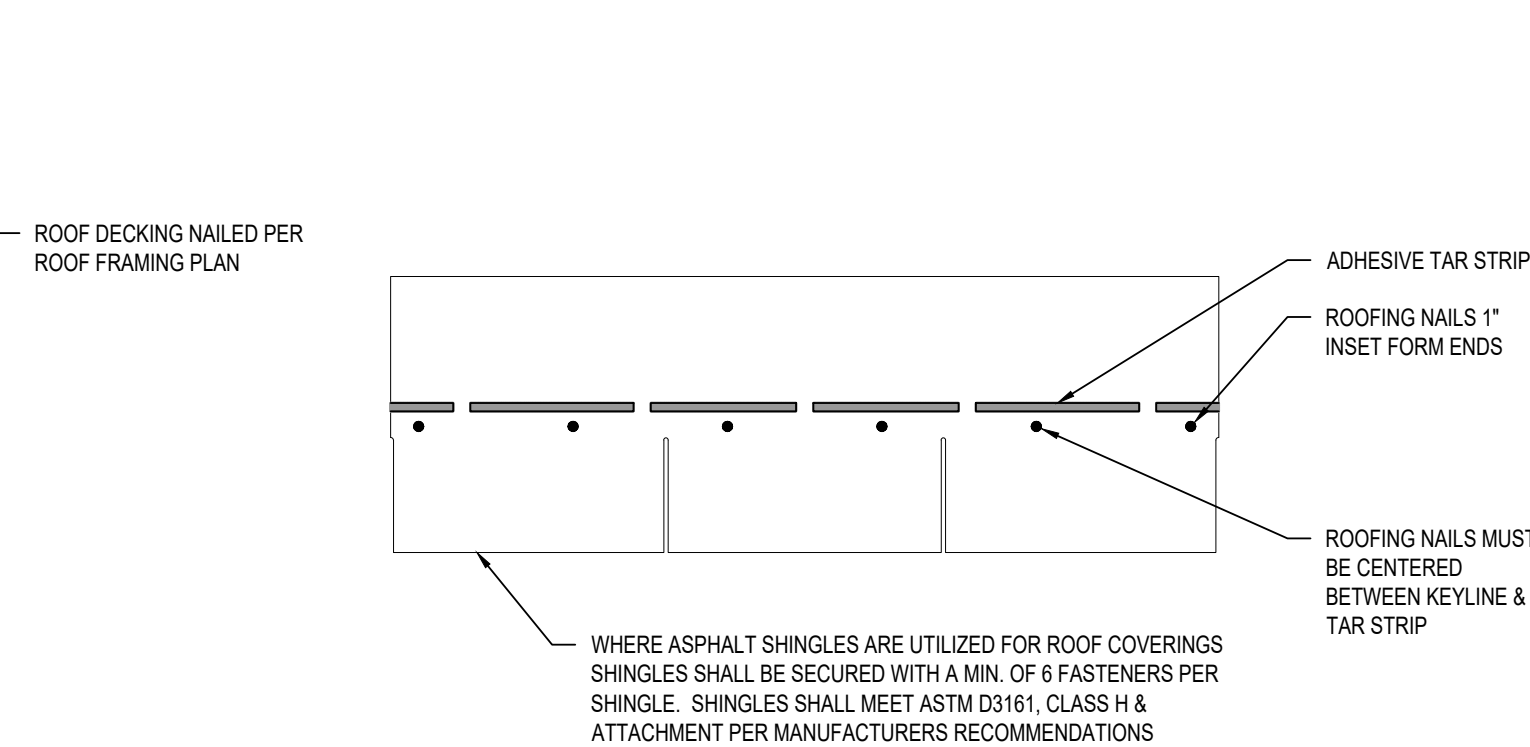 ROOF DECKING NAILED PER
ROOF FRAMING PLAN
ADHESIVE TAR STRIP
ROOFING NAILS 1"
INSET FORM ENDS
ROOFING NAILS MUST
BE CENTERED
BETWEEN KEYLINE &
TAR STRIP
WHERE ASPHALT SHINGLES ARE UTILIZED FOR ROOF COVERINGS
SHINGLES SHALL BE SECURED WITH A MIN. OF 6 FASTENERS PER
SHINGLE. SHINGLES SHALL MEET ASTM D3161, CLASS H &
ATTACHMENT PER MANUFACTURERS RECOMMENDATIONS